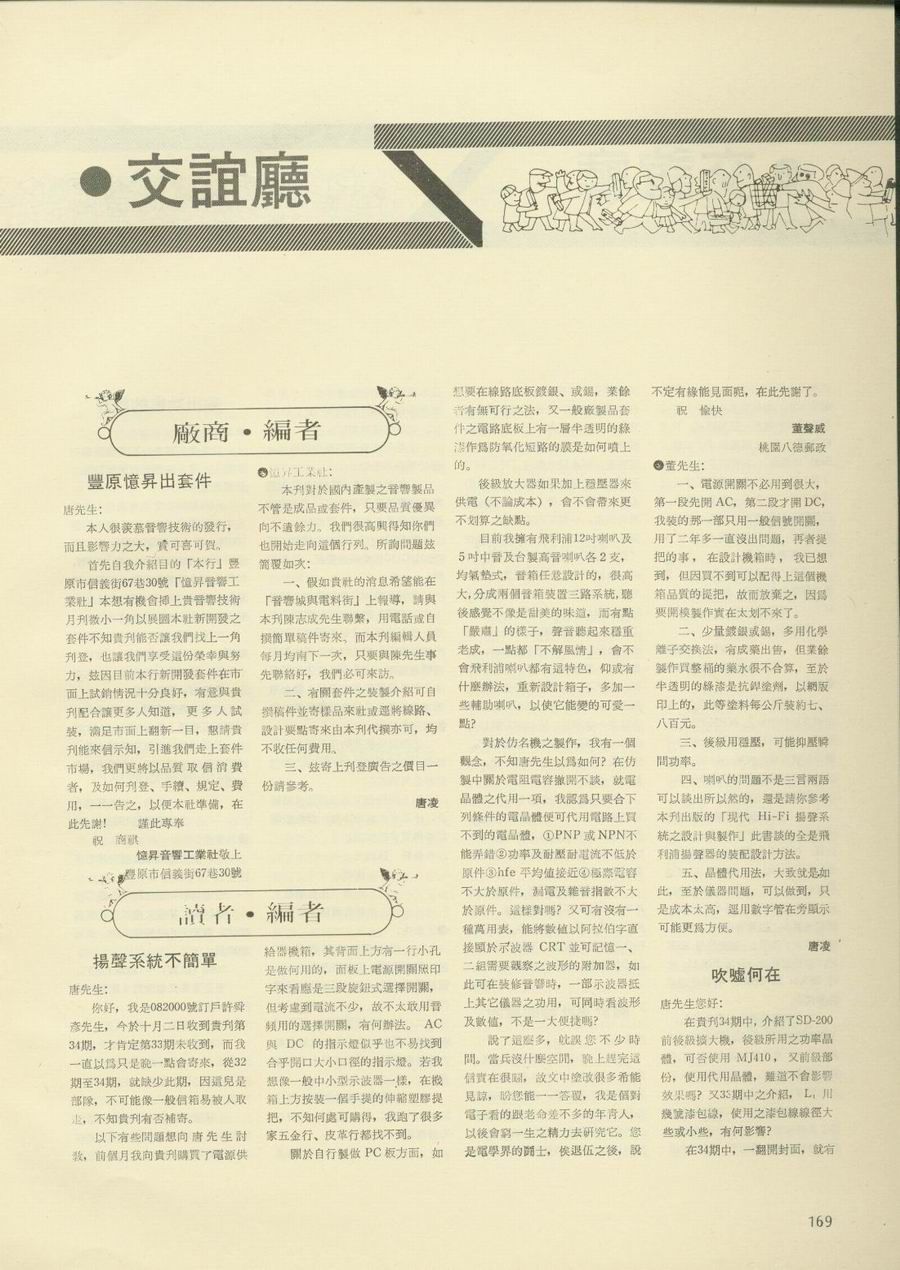 ●交誼廳
廠商・編者
豐原憶昇出套件
唐先生:
本人很羨慕音響技術的發行,
而且影響力之大,實可喜可賀。
首先自我介紹目的「本行」豐
原市信義街67巷30號「憶昇音響工
業社」本想有機會掃上貴音響技術
月刊微小一角以展圖本社新開發之
套件不知貴刊能否讓我們找上一角
刋登,也讓我們享受這份榮幸與努
力,玆因目前本行新開發套件在市
面上試銷情況十分良好,有意與貴
刋配合讓更多人知道,更多人試
裝,滿足市面上翻新一目,懇請貴
刋能來信示知,引進我們走上套件
市場,我們更將以品質取信消費
者,及如何刋登、手續、規定、費
用,一一告之,以便本社準備,在
此先謝! 謹此專奉
祝 商祺
憶昇音響工業社敬上
豐原市信義街67巷30號
●憶昇工業社:
本刋對於國內產製之音響製品
不管是成品或套件,只要品質優異
向不遺餘力。我們很高興得知你們
也開始走向這個行列。所詢問題玆
簡覆如次:
一、假如貴社的消息希望能在
「音響城與電料街」上報導,請與
本刋陳志成先生聯繫,用電話或自
撰簡單稿件寄來、而本刋編輯人員
每月均南下一次,只要與陳先生事
先聯絡好,我們必可來訪。
二、有關套件之裝製介紹可自
撰稿件並寄樣品來社或逕將線路、
設計要點寄來由本刋代撰亦可,均
不收任何費用。
三、玆寄上刋登廣告之價目一
份請參考。
唐凌
讀者・編者
揚聲系統不簡單
唐先生:
你好,我是082000號訂戶許舜
彥先生,今於十月二日收到貴刋第
34期,才肯定第33期未收到,而我
一直以爲只是晚一點會寄來,從32
期至34期,就缺少此期,因這兒是
部隊,不可能像一般信箱易被人取
走,不知貴刋有否補寄。
以下有些問題想向唐先生討
敎,前個月我向貴刋購買了電源供
給器機箱,其背面上方有一行小孔
是做何用的,而板上電源開關照印
字來看應是三段旋鈕式選擇開關,
但考慮到電流不少,故不太敢用音
頻用的選擇開關,有何辦法。 AC
與 DC 的指示燈似乎也不易找到
合乎開口大小口徑的指示燈。若我
想像一般中小型示波器一樣,在機
箱上方按裝一個手提的伸縮塑膠提
把,不知何處可購得,我跑了很多
家五金行、皮革行都找不到。
關於自行製做 PC 板方面,如
想要在線路底板鍍銀、或錫,業餘
者有無可行之法,又一般廠製品套
件之電路底板上有一層半透明的綠
漆作爲防氧化短路的膜是如何噴上
的。
後級放大器如果加上穩壓器來
供電(不論成本),會不會帶來更
不划算之缺點。
目前我擁有飛利浦12吋喇叭及
5吋中音及台製高音喇叭各2支,
均氣墊式,音箱任意設計的,很高
大,分成兩個音箱裝置三路系統,聽
後感覺不像是甜美的味道,而有點
「嚴肅」的樣子,聲音聽起來穩重
老成,一點都「不解風情」,會不
會飛利浦喇叭都有這特色,仰或有
什麼辦法,重新設計箱子,多加一
些輔助喇叭,以使它能變的可愛一
點?
對於仿名機之製作,我有一個
觀念,不知唐先生以爲如何?在仿
製中關於電阻電容撇開不談,就電
晶體之代用一項,我認爲只要合下
列條件的電晶體便可代用電路上買
不到的電晶體,①PNP 或 NPN不
能弄錯②功率及耐壓耐電流不低於
原件③hfe 平均値接近④極際電容
不大於原件,漏電及雜音指數不大
於原件。這樣對嗎?又可有沒有一
種萬用表,能將數値以阿拉伯字直
接顯於示波器 CRT 並可記憶一、
二組需要觀察之波形的附加器,如
此可在裝修音響時,一部示波器抵
上其它儀器之功用,可同時看波形
及數値,不是一大便捷嗎?
說了這麼多,躭誤您不少時
間。當兵沒什麼空閒,晚上趕完這
信實在很睏,故文中塗改很多希能
見諒,盼您能一一答覆,我是個對
電子看的跟老命差不多的年青人,
以後會窮一生之精力去研究它。您
是電學界的鬪士,俟退伍之後,說
不定有緣能見面呢,在此先謝了。
祝 愉快
董聲威
桃園八德郵政
●董先生:
一、電源開關不必用到很大,
第一段先開 AC,第二段才開 DC,
我裝的那一部只用一般信號開關,
用了二年多一直沒出問題,再者提
把的事,在設計機箱時,我已想
到,但因買不到可以配得上這個機
箱品質的提把,故而放棄之,因爲
要開模製作實在太划不來了。
二、少量鍍銀或錫,多用化學
離子交換法,有成藥出售,但業餘
製作買整桶的藥水很不合算,至於
半透明的綠漆是抗銲塗劑,以網版
印上的,此等塗料每公斤裝約七、
八百元。
三、後級用穩壓,可能抑壓瞬
間功率。
四、喇叭的問題不是三言兩語
可以談出所以然的,還是請你參考
本刋出版的「現代 Hi-Fi 揚聲系
統之設計與製作」此書談的全是飛
利浦揚聲器的裝配設計方法。
五、晶體代用法,大致就是如
此,至於儀器問題,可以做到,只
是成本太高,逕用數字管在旁顯示
可能更爲方便。
唐凌
吹噓何在
唐先生您好:
在貴刋34期中,介紹了SD-200
前後級擴大機,後級所用之功率晶
體,可否使用 MJ410,又前級部
份,使用代用品體,難道不會影響
效果嗎?又33期中之介紹, L₁ 用
幾號漆包線,使用之漆包線線徑大
些或小些,有何影響?
在34期中,一翻開封面,就有
169